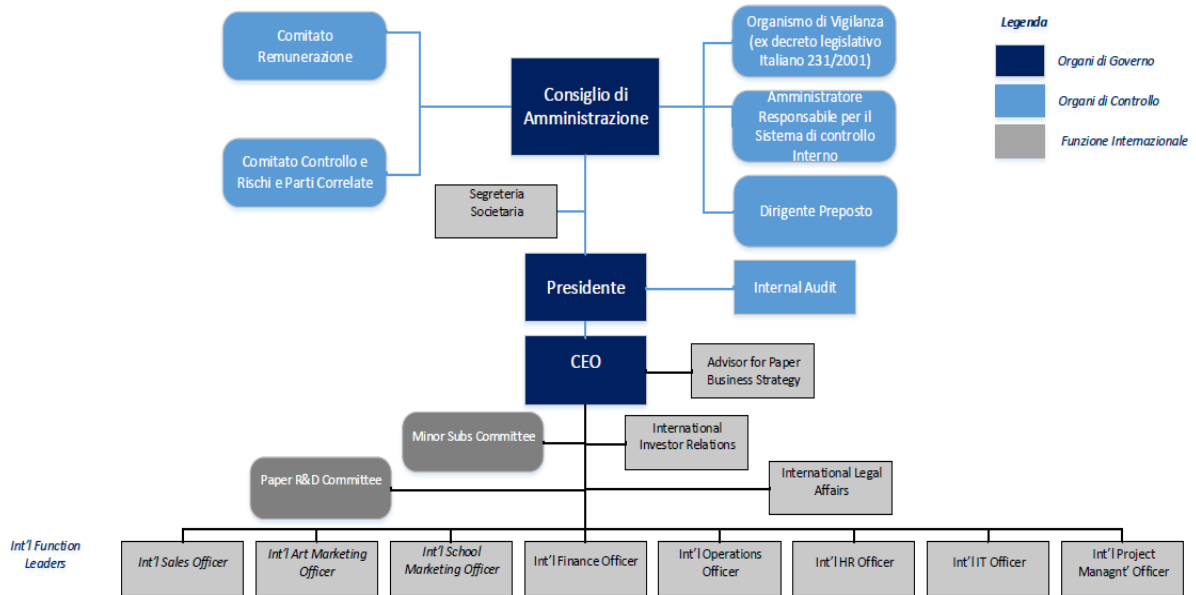 Comitato
Remunerazione
Organismo di Vigilanza
(ex decreto legislativo
Italiano 231/2001)
Legenda
Organi di Governo
Organi di Controllo
Funzione Internazionale
Consiglio di
Amministrazione
Amministratore
Responsabile per il
Sistema di controllo
Interno
Comitato Controllo e
Rischi e Parti Correlate
Segreteria
Societaria
Dirigente Preposto
Presidente
Internal Audit
CEO
Advisor for Paper
Business Strategy
Minor Subs Committee
International
Investor Relations
Paper R&D Committee
International Legal
Affairs
Int'l Function
Leaders
Int'l Sales Officer
Int'l Art Marketing
Officer
Int'l School
Marketing Officer
Int'l Finance Officer
Int'l Operations
Officer
Int'l HR Officer
Int'l IT Officer
Int'l Project
Managnt' Officer